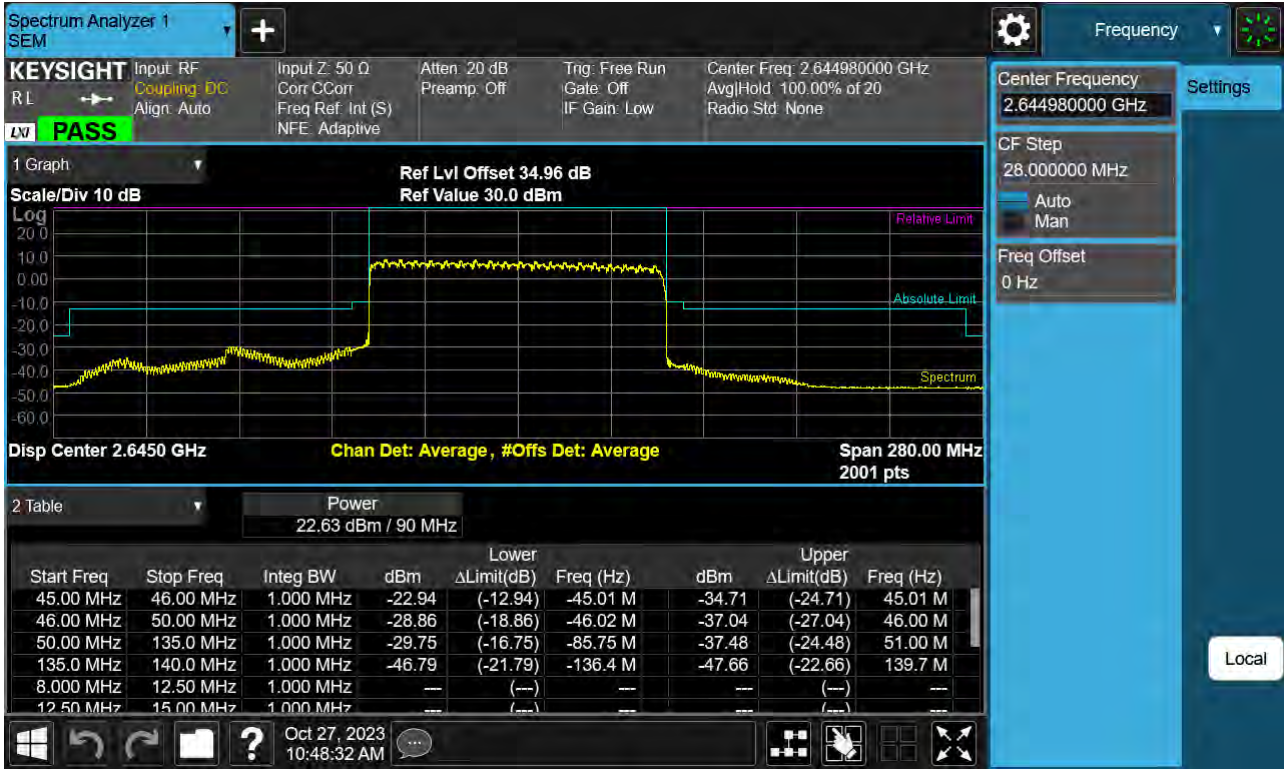 Spectrum Analyzer 1
SEM
Frequency
KEYSIGHT
R L
LXI
PASS
Input: RF
Coupling: DC
Align: Auto
Input Z: 50 Ω
Corr CCorr
Freq Ref: Int (S)
NFE: Adaptive
Atten: 20 dB
Preamp: Off
Trig: Free Run
Gate: Off
IF Gain: Low
Center Freq: 2.644980000 GHz
Avg|Hold: 100.00% of 20
Radio Std: None
Center Frequency
2.644980000 GHz
Settings
CF Step
28.000000 MHz
Auto
Man
Freq Offset
0 Hz
Local
1 Graph
Scale/Div 10 dB
Ref Lvl Offset 34.96 dB
Ref Value 30.0 dBm
Log
20.0
10.0
0.00
-10.0
-20.0
-30.0
-40.0
-50.0
-60.0
Relative Limit
Absolute Limit
Spectrum
Disp Center 2.6450 GHz
Chan Det: Average , #Offs Det: Average
Span 280.00 MHz
2001 pts
2 Table
Power
22.63 dBm / 90 MHz
Lower Upper
Start Freq Stop Freq Integ BW dBm ΔLimit(dB) Freq (Hz) dBm ΔLimit(dB) Freq (Hz)
45.00 MHz 46.00 MHz 1.000 MHz -22.94 (-12.94) -45.01 M -34.71 (-24.71) 45.01 M
46.00 MHz 50.00 MHz 1.000 MHz -28.86 (-18.86) -46.02 M -37.04 (-27.04) 46.00 M
50.00 MHz 135.0 MHz 1.000 MHz -29.75 (-16.75) -85.75 M -37.48 (-24.48) 51.00 M
135.0 MHz 140.0 MHz 1.000 MHz -46.79 (-21.79) -136.4 M -47.66 (-22.66) 139.7 M
8.000 MHz 12.50 MHz 1.000 MHz --- (---) --- --- (---) ---
12.50 MHz 15.00 MHz 1.000 MHz --- (---) --- --- (---) ---
Oct 27, 2023
10:48:32 AM